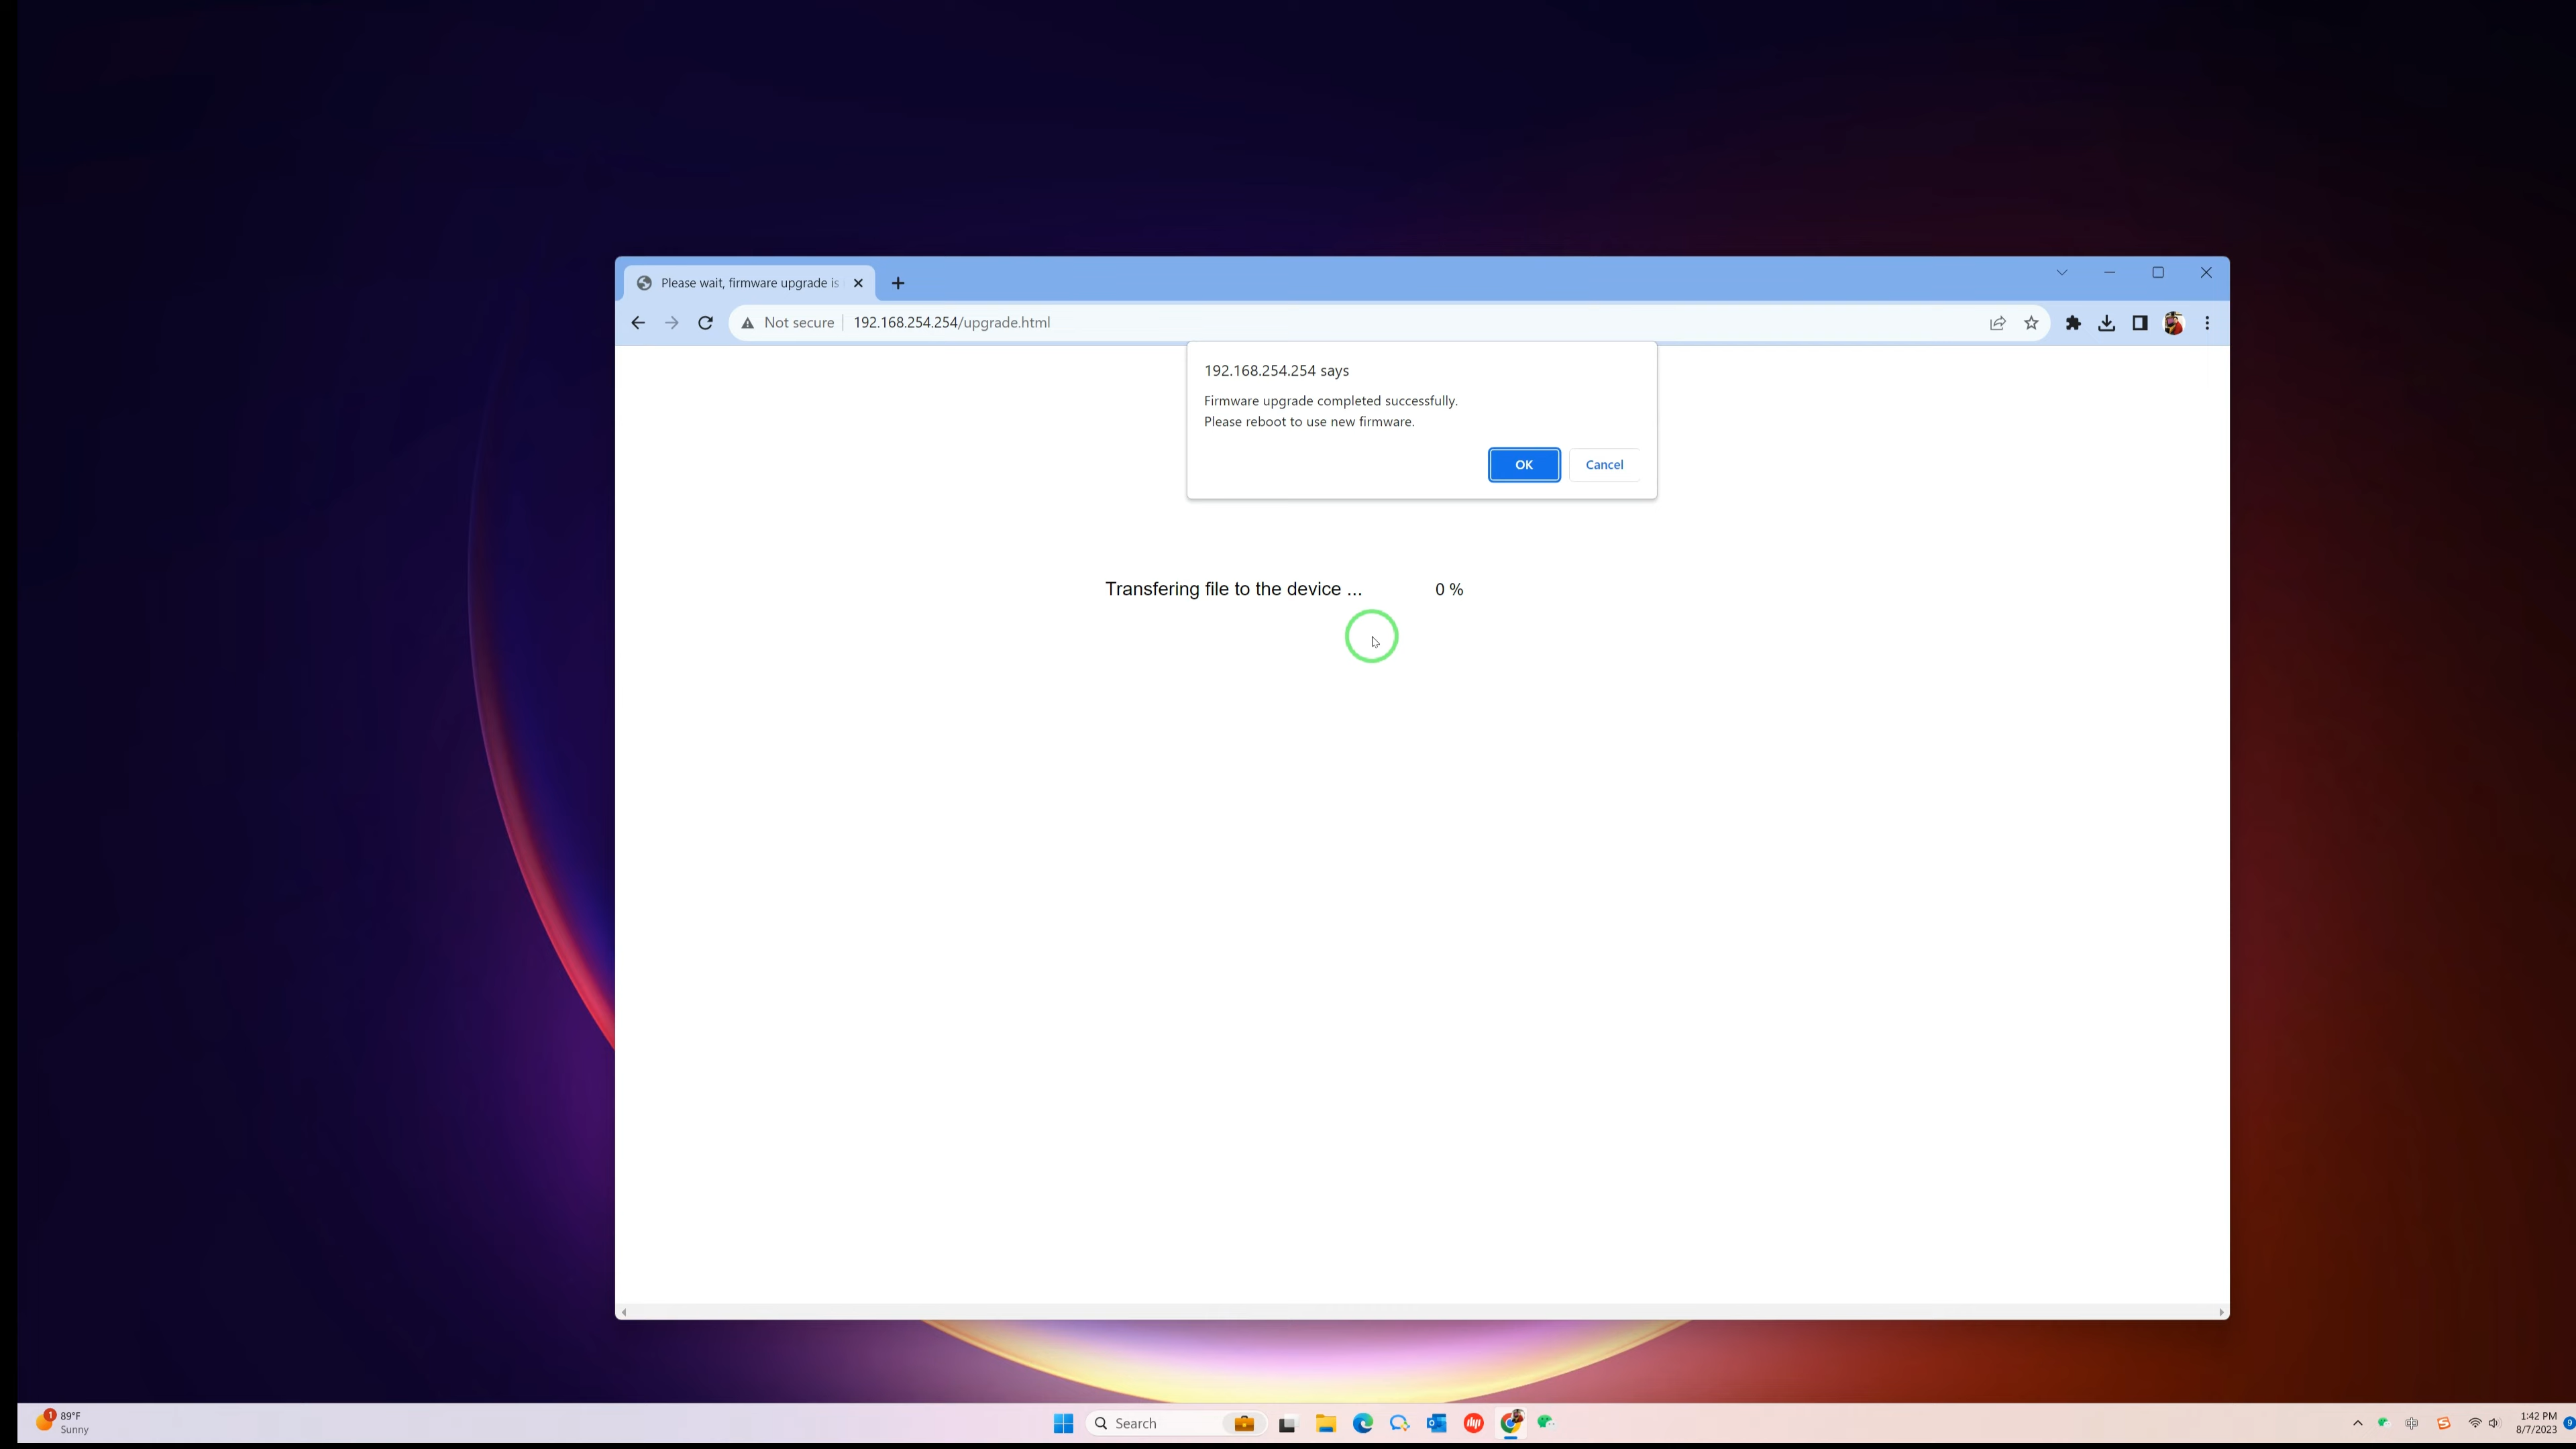 Please wait, firmware upgrade is
Not secure
192.168.254.254/upgrade.html
192.168.254.254 says
Firmware upgrade completed successfully.
Please reboot to use new firmware.
OK
Cancel
Transfering file to the device ...
0 %
1
89°F
Sunny
Search
1:42 PM
8/7/2023
9